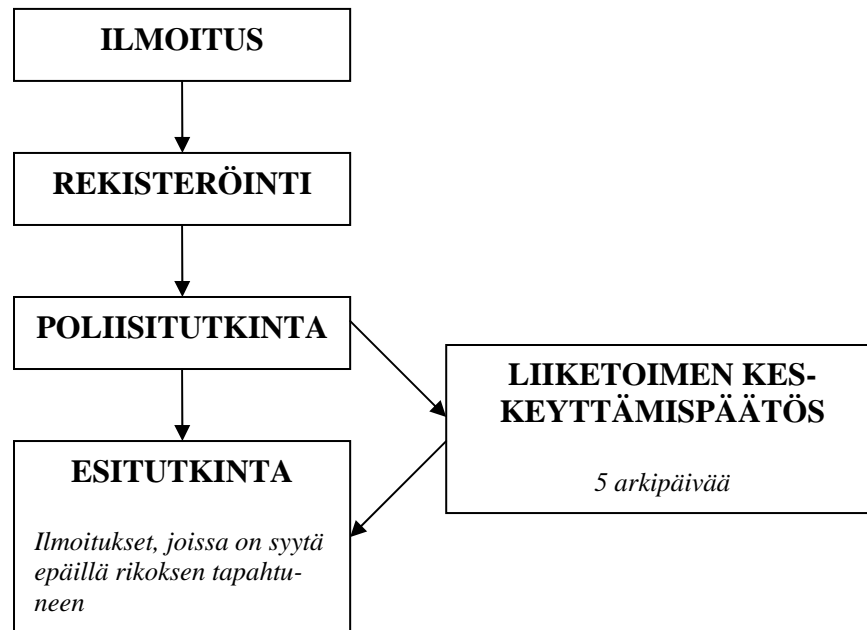 ILMOITUS
REKISTERÖINTI
POLIISITUTKINTA
LIIKETOIMEN KES-
KEYTTÄMISPÄÄTÖS
5 arkipäivää
ESITUTKINTA
Ilmoitukset, joissa on syytä
epäillä rikoksen tapahtu-
neen